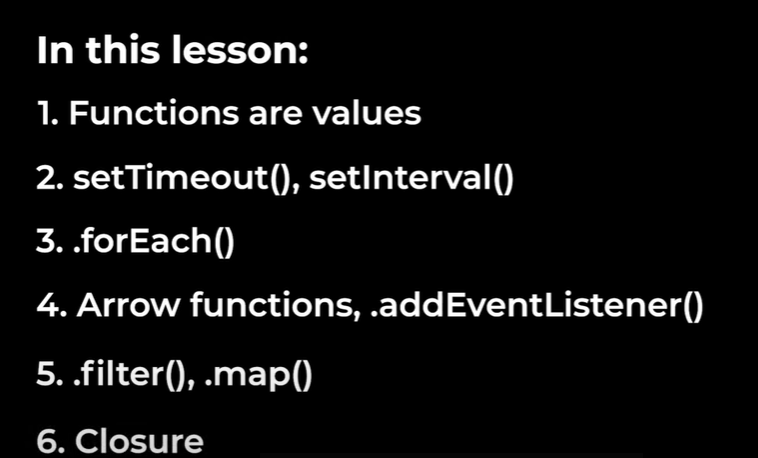 In this lesson:
1. Functions are values
2. setTimeout(), setInterval()
3. .forEach()
4. Arrow functions, .addEventListener()
5. .filter(), .map()
6. Closure